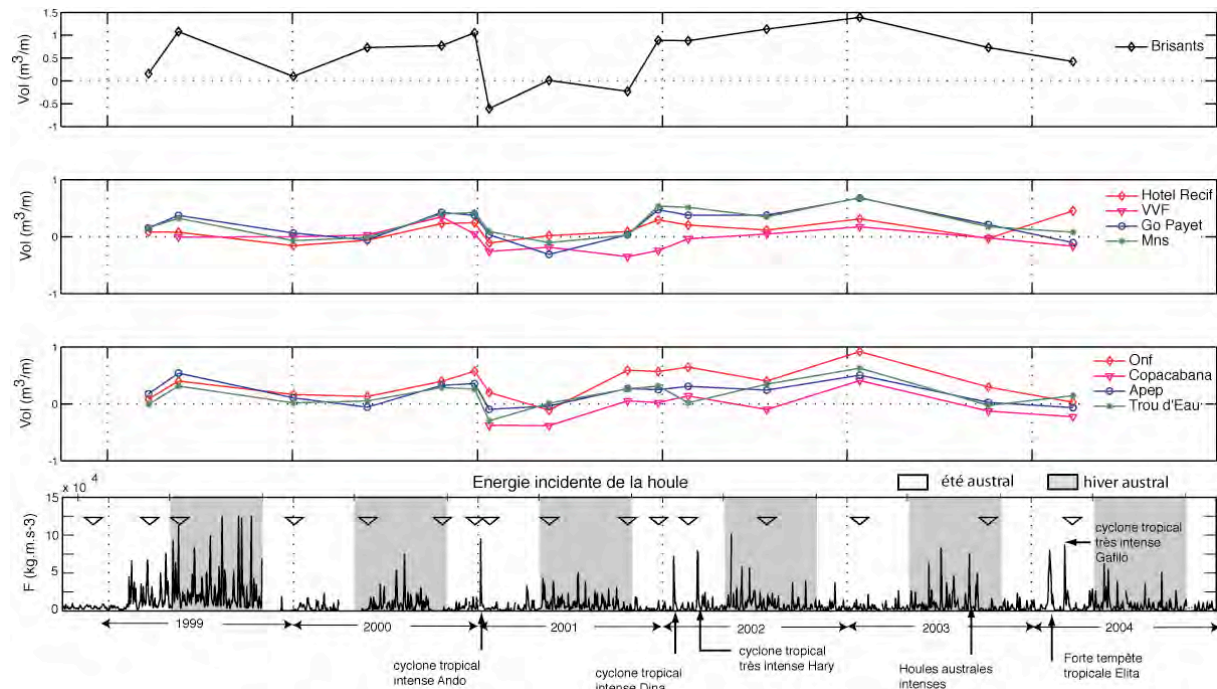 1.5
1
0.5
0
-0.5
-1
Vol (m³/m)
Brisants
1
0
-1
Vol (m³/m)
Hotel Recif
VVF
Go Payet
Mns
1
0
-1
Vol (m³/m)
Onf
Copacabana
Apep
Trou d'Eau
x 10⁴
Energie incidente de la houle
été austral
hiver austral
15
10
5
0
F (kg.m.s-3)
cyclone tropical
très intense
Gafilo
1999
2000
2001
2002
2003
2004
cyclone tropical
intense Ando
cyclone tropical
intense Dina
cyclone tropical
très intense Hary
Houles australes
intenses
Forte tempête
tropicale Elita